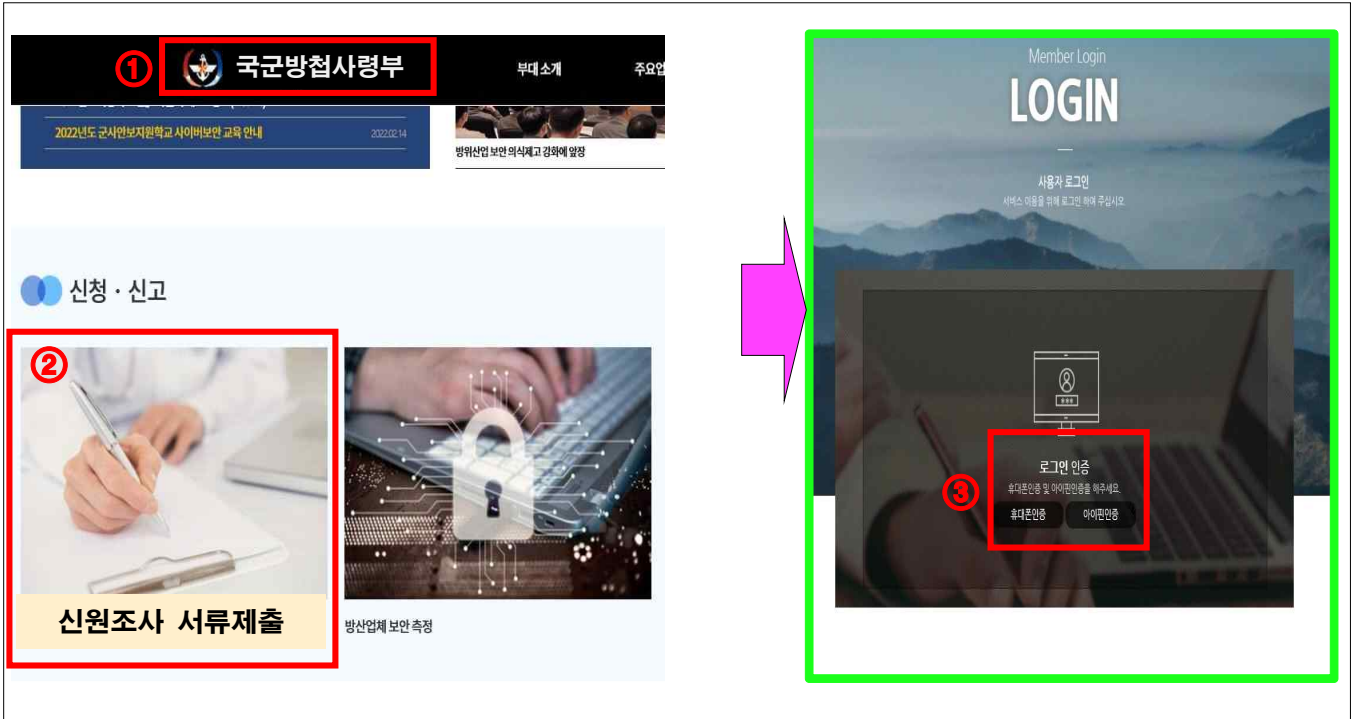 ① 국군방첩사령부 부대 소개
2022년도 군사안보지원학교 사이버보안 교육 안내 2022.02.14
방위산업 보안 의식제고 강화에 앞장
신청 · 신고
②
신원조사 서류제출
방산업체 보안 측정
Member Login
LOGIN
사용자 로그인
서비스 이용을 위해 로그인 하여 주십시오.
로그인 인증
③ 휴대폰인증 및 아이핀인증을 해주세요.
휴대폰인증 아이핀인증